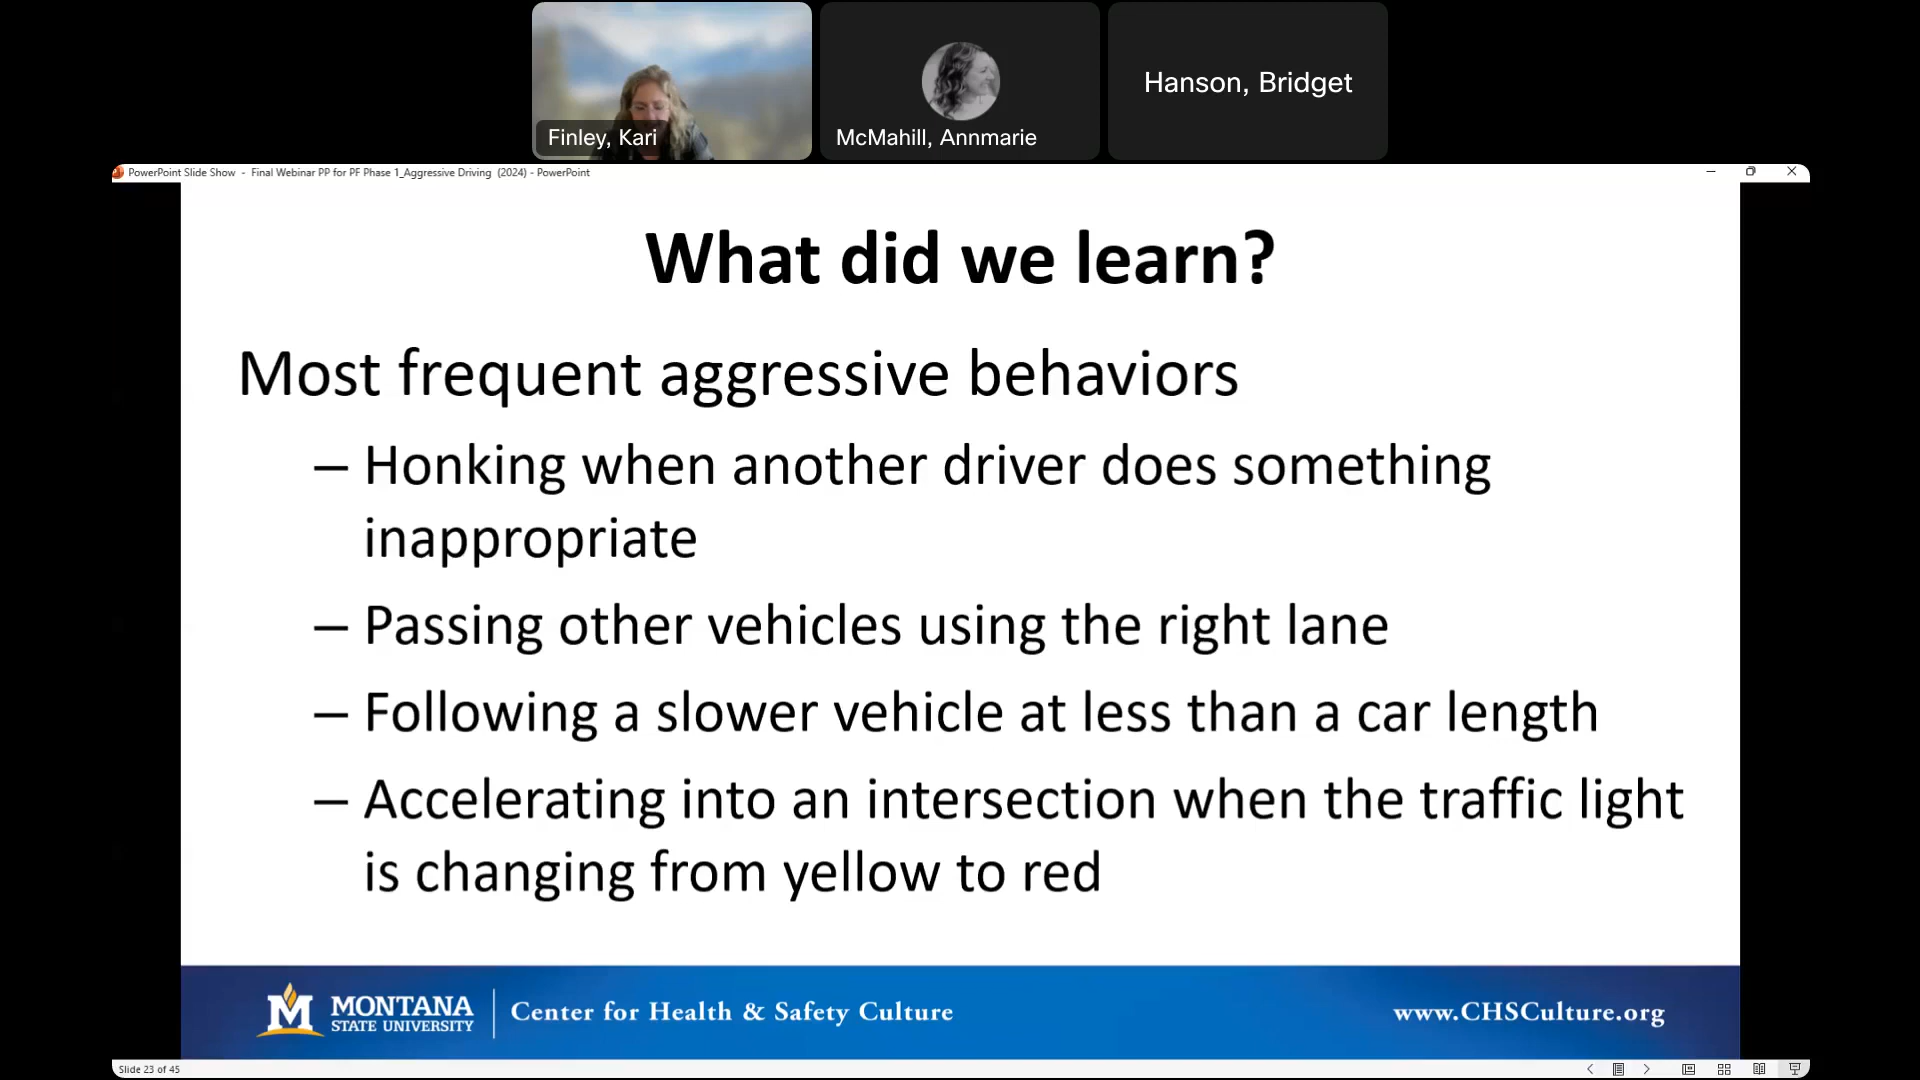 Finley, Kari
McMahill, Annmarie
Hanson, Bridget
PowerPoint Slide Show - Final Webinar PP for PF Phase 1_Aggressive Driving (2024) - PowerPoint
What did we learn?
Most frequent aggressive behaviors
– Honking when another driver does something
inappropriate
– Passing other vehicles using the right lane
– Following a slower vehicle at less than a car length
– Accelerating into an intersection when the traffic light
is changing from yellow to red
M MONTANA
STATE UNIVERSITY
Center for Health & Safety Culture
www.CHSCulture.org
Slide 23 of 45